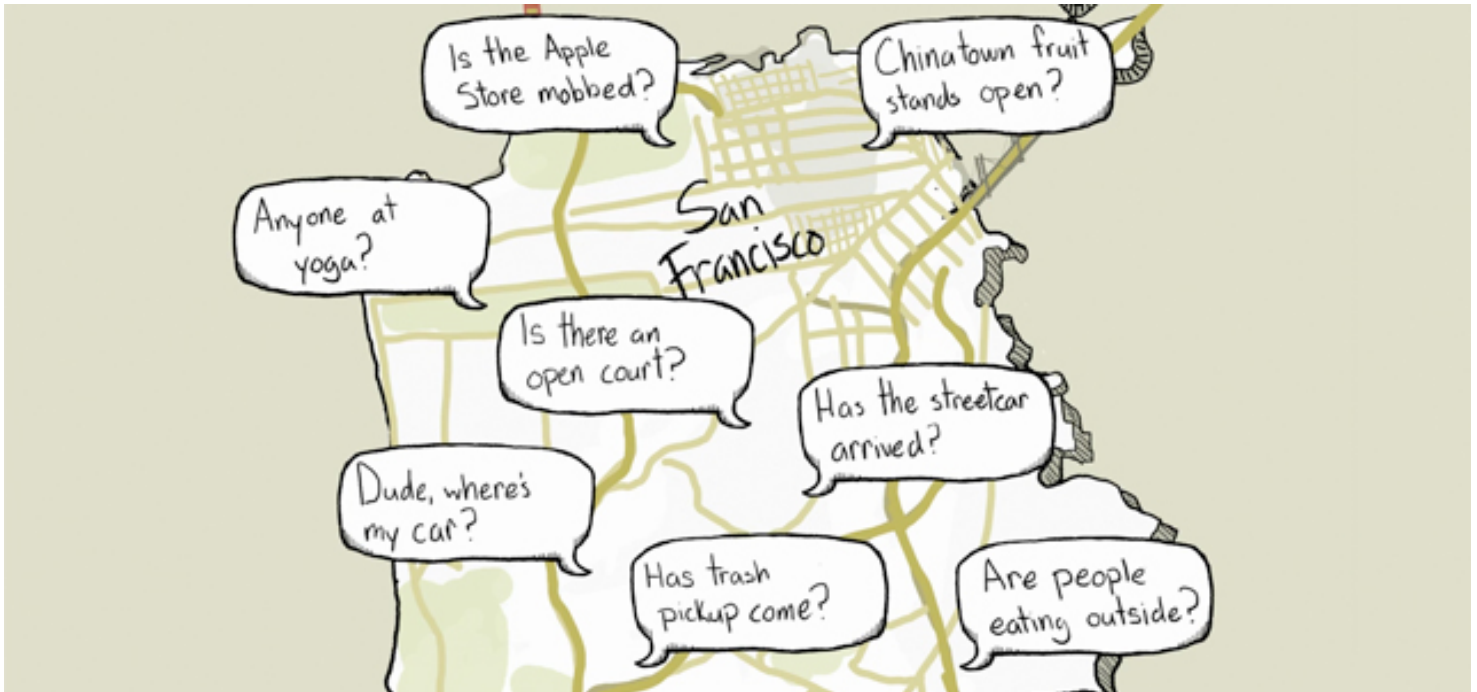 Is the Apple
Store mobbed?
Chinatown fruit
stands open?
Anyone at
yoga?
San
Francisco
Is there an
open court?
Has the streetcar
arrived?
Dude, where's
my car?
Has trash
pickup come?
Are people
eating outside?